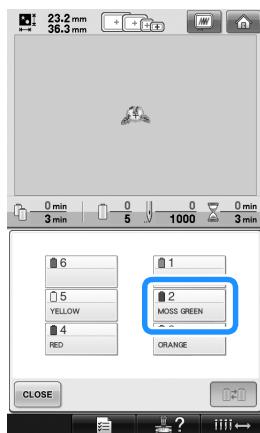 23.2 mm
36.3 mm
0 min
3 min
0
5
0
1000
0 min
3 min
6
1
5
YELLOW
2
MOSS GREEN
4
RED
ORANGE
CLOSE
?